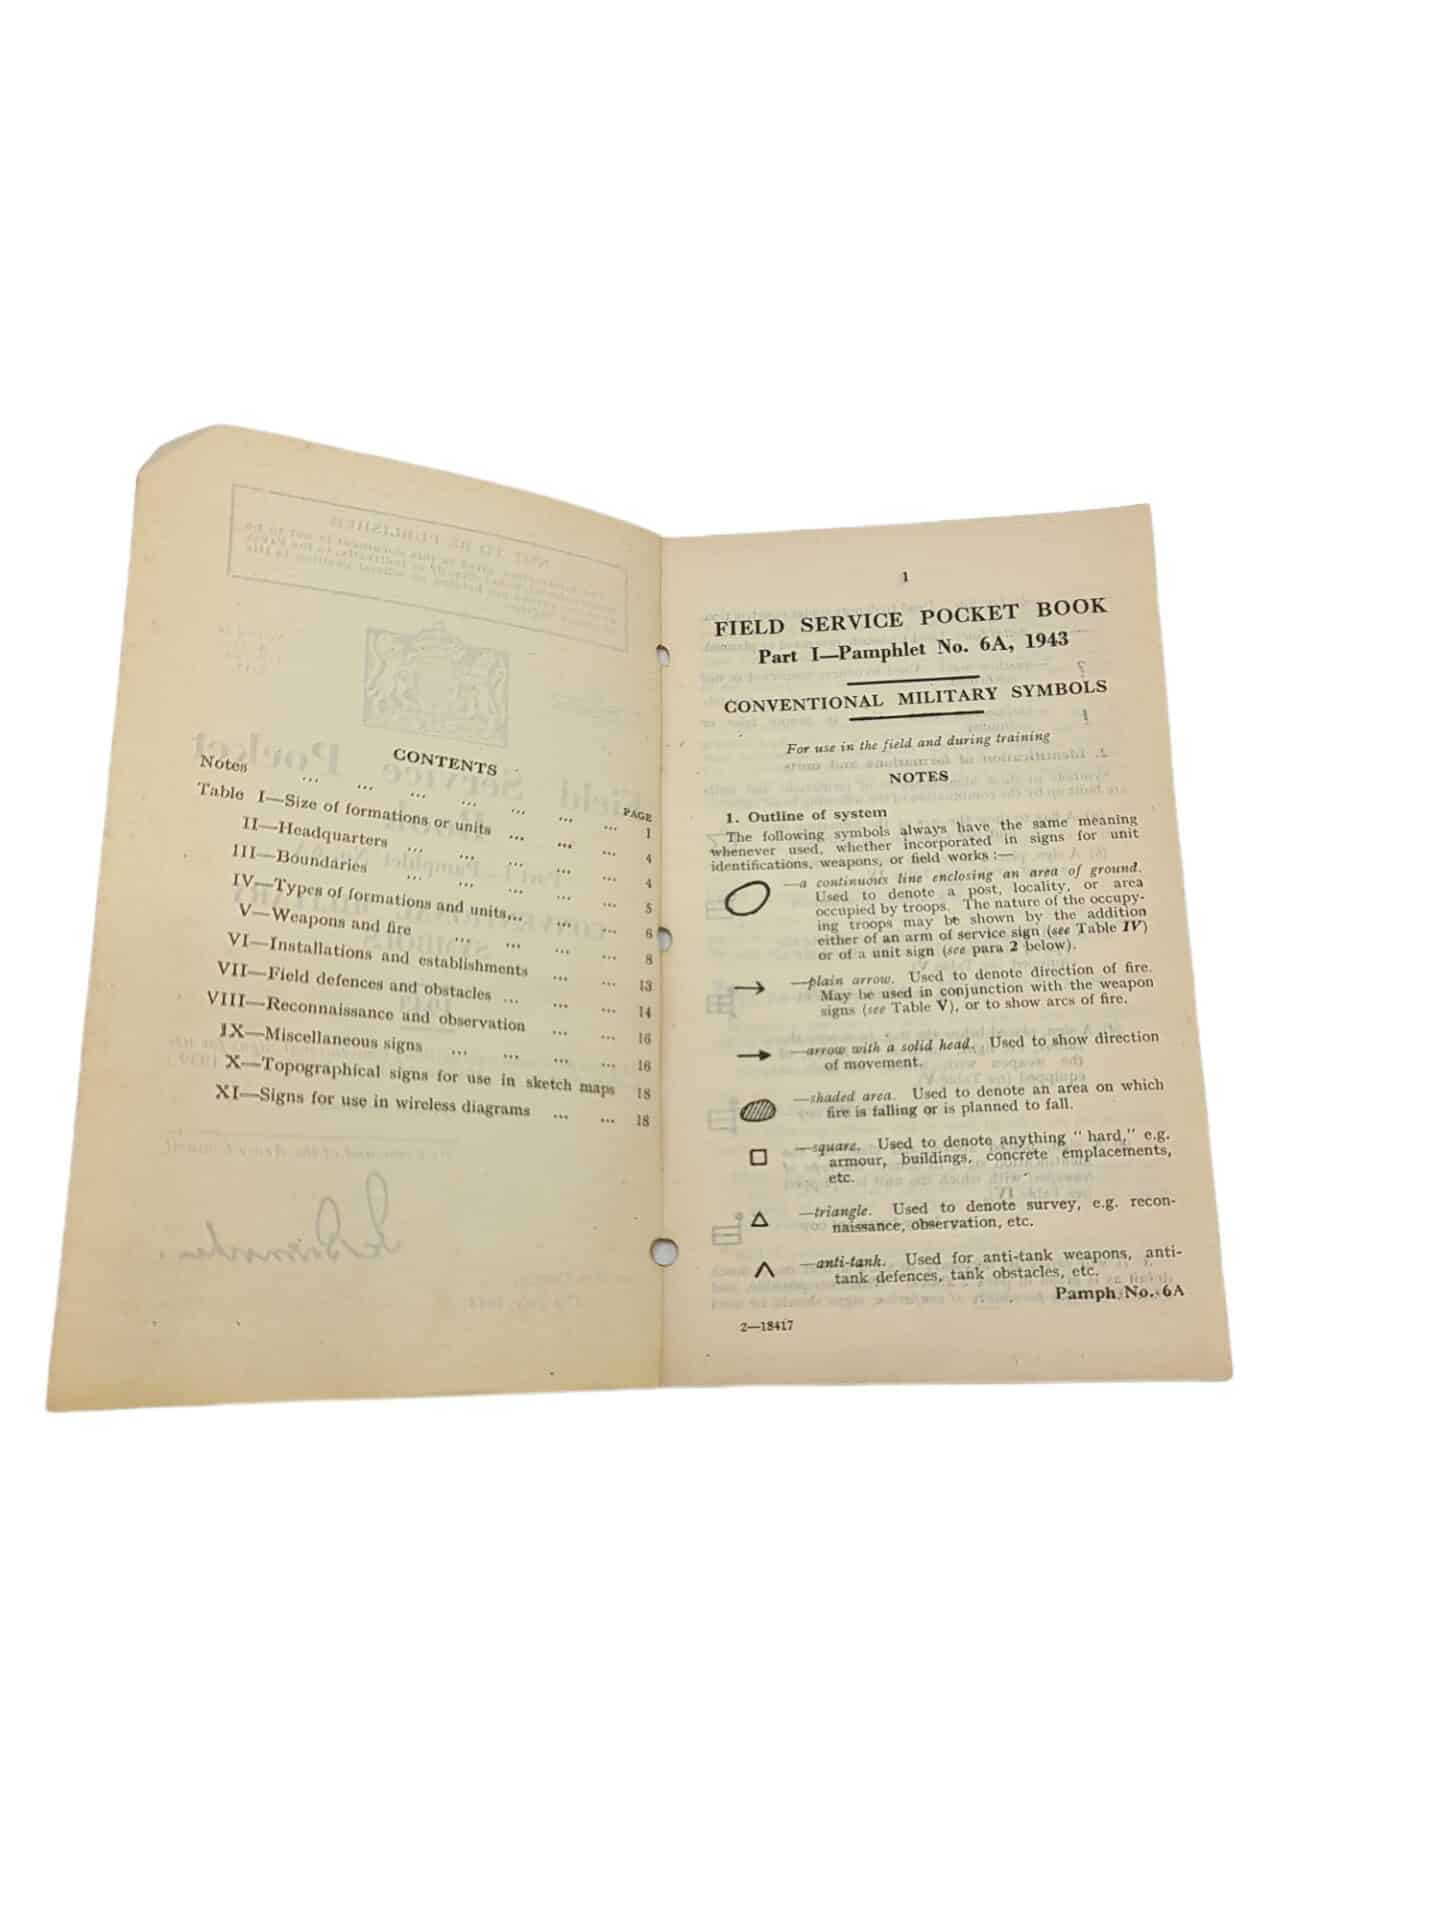 CONTENTS
PAGE
Notes ... ... ... ... ... ... ... 1
Table I—Size of formations or units ... ... ... 4
II—Headquarters ... ... ... ... ... 4
III—Boundaries ... ... ... ... ... 5
IV—Types of formations and units... ... ... 6
V—Weapons and fire ... ... ... ... 8
VI—Installations and establishments ... ... 13
VII—Field defences and obstacles ... ... ... 14
VIII—Reconnaissance and observation ... ... 16
IX—Miscellaneous signs ... ... ... ... 16
X—Topographical signs for use in sketch maps 18
XI—Signs for use in wireless diagrams ... ... 18
1
FIELD SERVICE POCKET BOOK
Part I—Pamphlet No. 6A, 1943
CONVENTIONAL MILITARY SYMBOLS
For use in the field and during training
NOTES
1. Outline of system
The following symbols always have the same meaning
whenever used, whether incorporated in signs for unit
identifications, weapons, or field works :—
—a continuous line enclosing an area of ground.
Used to denote a post, locality, or area
occupied by troops. The nature of the occupy-
ing troops may be shown by the addition
either of an arm of service sign (see Table IV)
or of a unit sign (see para 2 below).
—plain arrow. Used to denote direction of fire.
May be used in conjunction with the weapon
signs (see Table V), or to show arcs of fire.
—arrow with a solid head. Used to show direction
of movement.
—shaded area. Used to denote an area on which
fire is falling or is planned to fall.
—square. Used to denote anything " hard," e.g.
armour, buildings, concrete emplacements,
etc.
—triangle. Used to denote survey, e.g. recon-
naissance, observation, etc.
—anti-tank. Used for anti-tank weapons, anti-
tank defences, tank obstacles, etc.
Pamph. No. 6A
2—18417